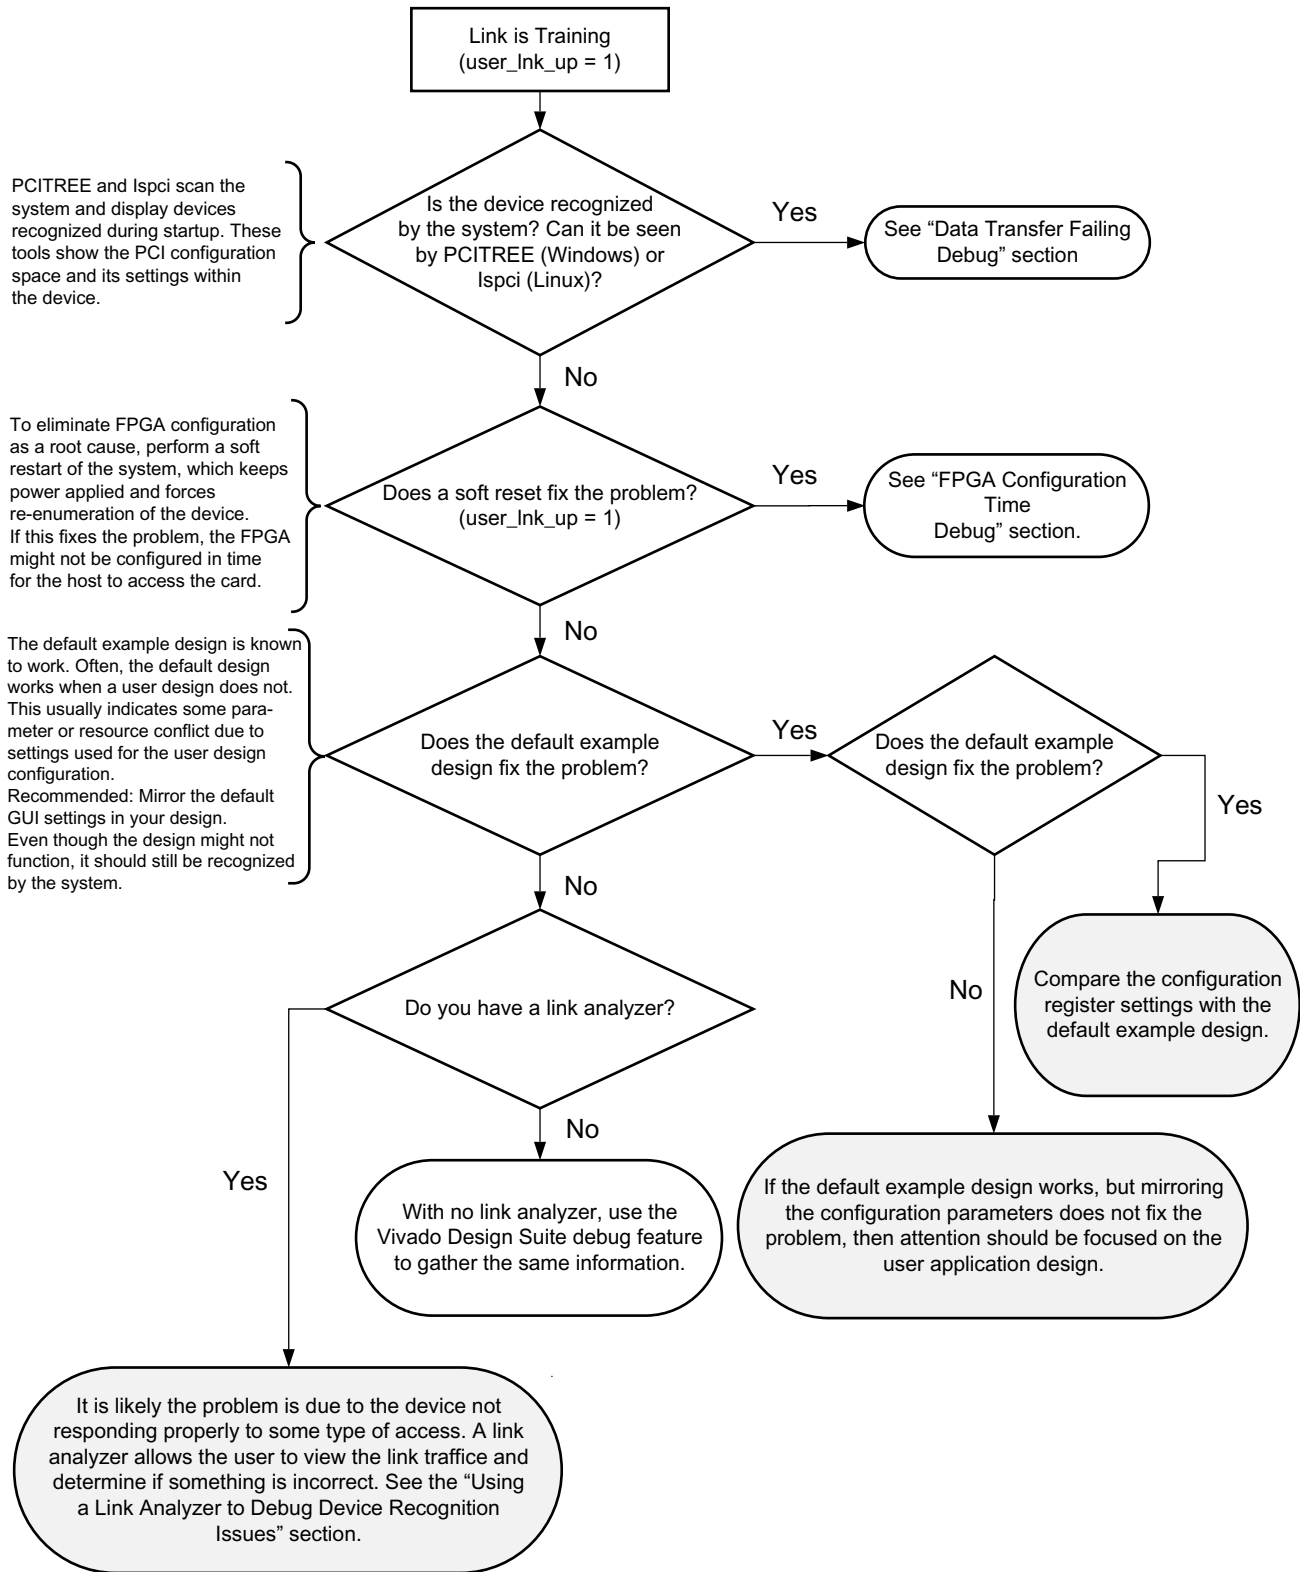 Link is Training
(user_lnk_up = 1)
PCITREE and Ispci scan the
system and display devices
recognized during startup. These
tools show the PCI configuration
space and its settings within
the device.
Is the device recognized
by the system? Can it be seen
by PCITREE (Windows) or
Ispci (Linux)?
Yes
See “Data Transfer Failing
Debug” section
No
To eliminate FPGA configuration
as a root cause, perform a soft
restart of the system, which keeps
power applied and forces
re-enumeration of the device.
If this fixes the problem, the FPGA
might not be configured in time
for the host to access the card.
Does a soft reset fix the problem?
(user_lnk_up = 1)
Yes
See “FPGA Configuration
Time
Debug” section.
No
The default example design is known
to work. Often, the default design
works when a user design does not.
This usually indicates some para-
meter or resource conflict due to
settings used for the user design
configuration.
Recommended: Mirror the default
GUI settings in your design.
Even though the design might not
function, it should still be recognized
by the system.
Does the default example
design fix the problem?
Yes
Does the default example
design fix the problem?
Yes
No
Do you have a link analyzer?
No
Compare the configuration
register settings with the
default example design.
No
Yes
With no link analyzer, use the
Vivado Design Suite debug feature
to gather the same information.
If the default example design works, but mirroring
the configuration parameters does not fix the
problem, then attention should be focused on the
user application design.
It is likely the problem is due to the device not
responding properly to some type of access. A link
analyzer allows the user to view the link traffice and
determine if something is incorrect. See the “Using
a Link Analyzer to Debug Device Recognition
Issues” section.